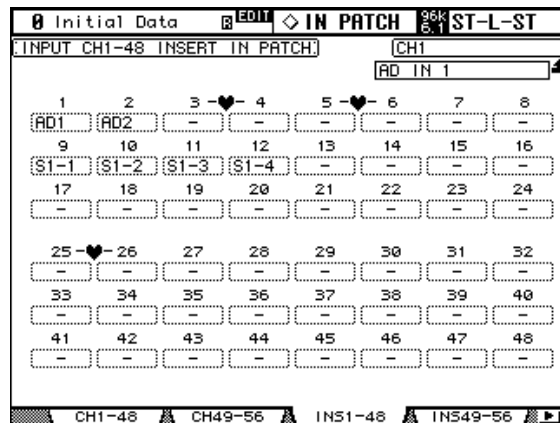 0 Initial Data R EDIT ◇ IN PATCH 96k 6.1 ST-L-ST
INPUT CH1-48 INSERT IN PATCH CH1
AD IN 1
1 2 3 -♥- 4 5 -♥- 6 7 8
AD1 AD2 - - - - - -
9 10 11 12 13 14 15 16
S1-1 S1-2 S1-3 S1-4 - - - -
17 18 19 20 21 22 23 24
- - - - - - - -
25 -♥- 26 27 28 29 30 31 32
- - - - - - - -
33 34 35 36 37 38 39 40
- - - - - - - -
41 42 43 44 45 46 47 48
- - - - - - - -
CH1-48 CH49-56 INS1-48 INS49-56